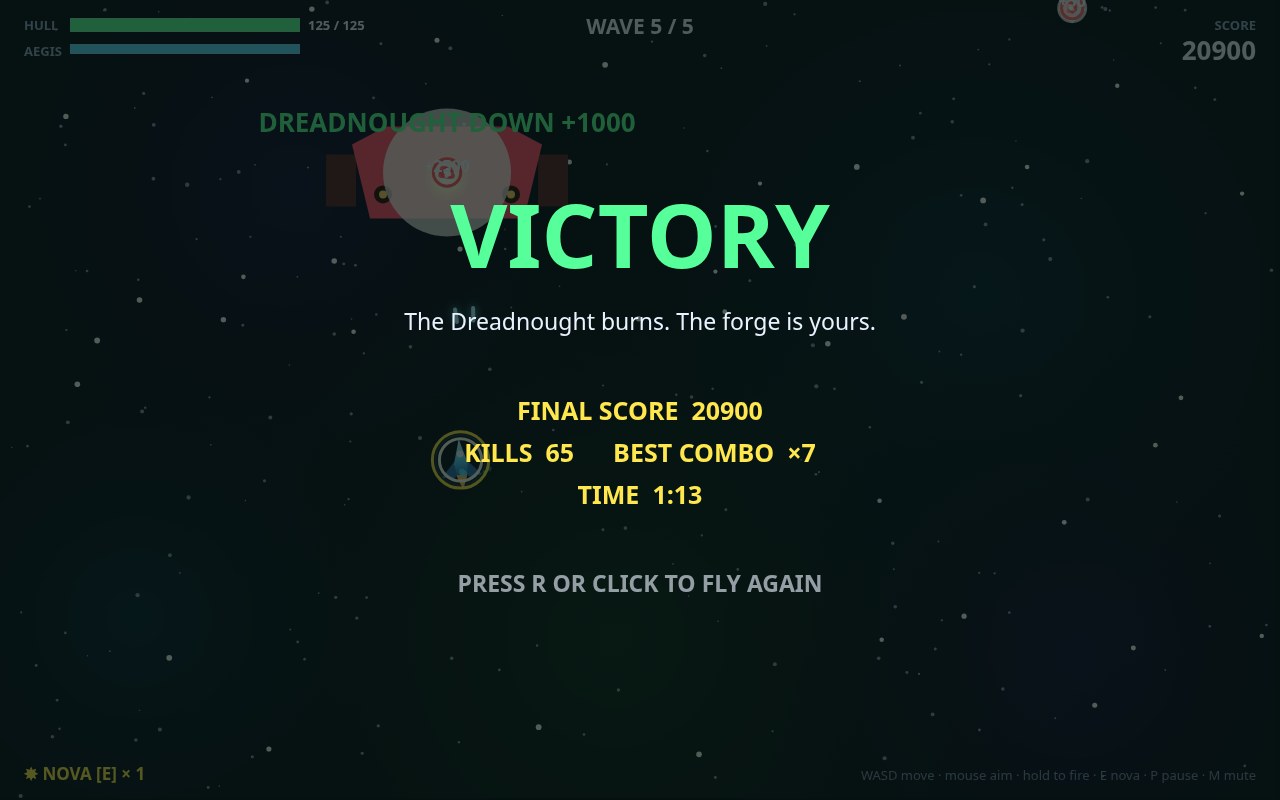 HULL 125 / 125
AEGIS
WAVE 5 / 5
SCORE
20900
DREADNOUGHT DOWN +1000
VICTORY
The Dreadnought burns. The forge is yours.
FINAL SCORE 20900
KILLS 65 BEST COMBO ×7
TIME 1:13
PRESS R OR CLICK TO FLY AGAIN
✸ NOVA [E] × 1
WASD move · mouse aim · hold to fire · E nova · P pause · M mute